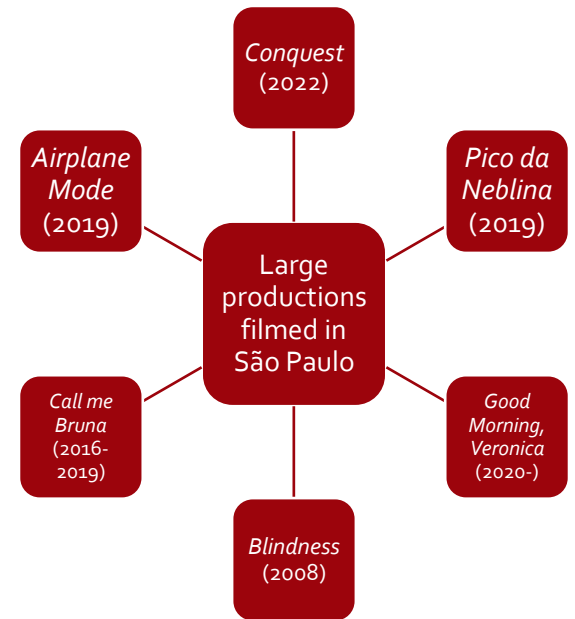 Conquest
(2022)
Airplane
Mode
(2019)
Pico da
Neblina
(2019)
Large
productions
filmed in
São Paulo
Call me
Bruna
(2016-
2019)
Good
Morning,
Veronica
(2020-)
Blindness
(2008)